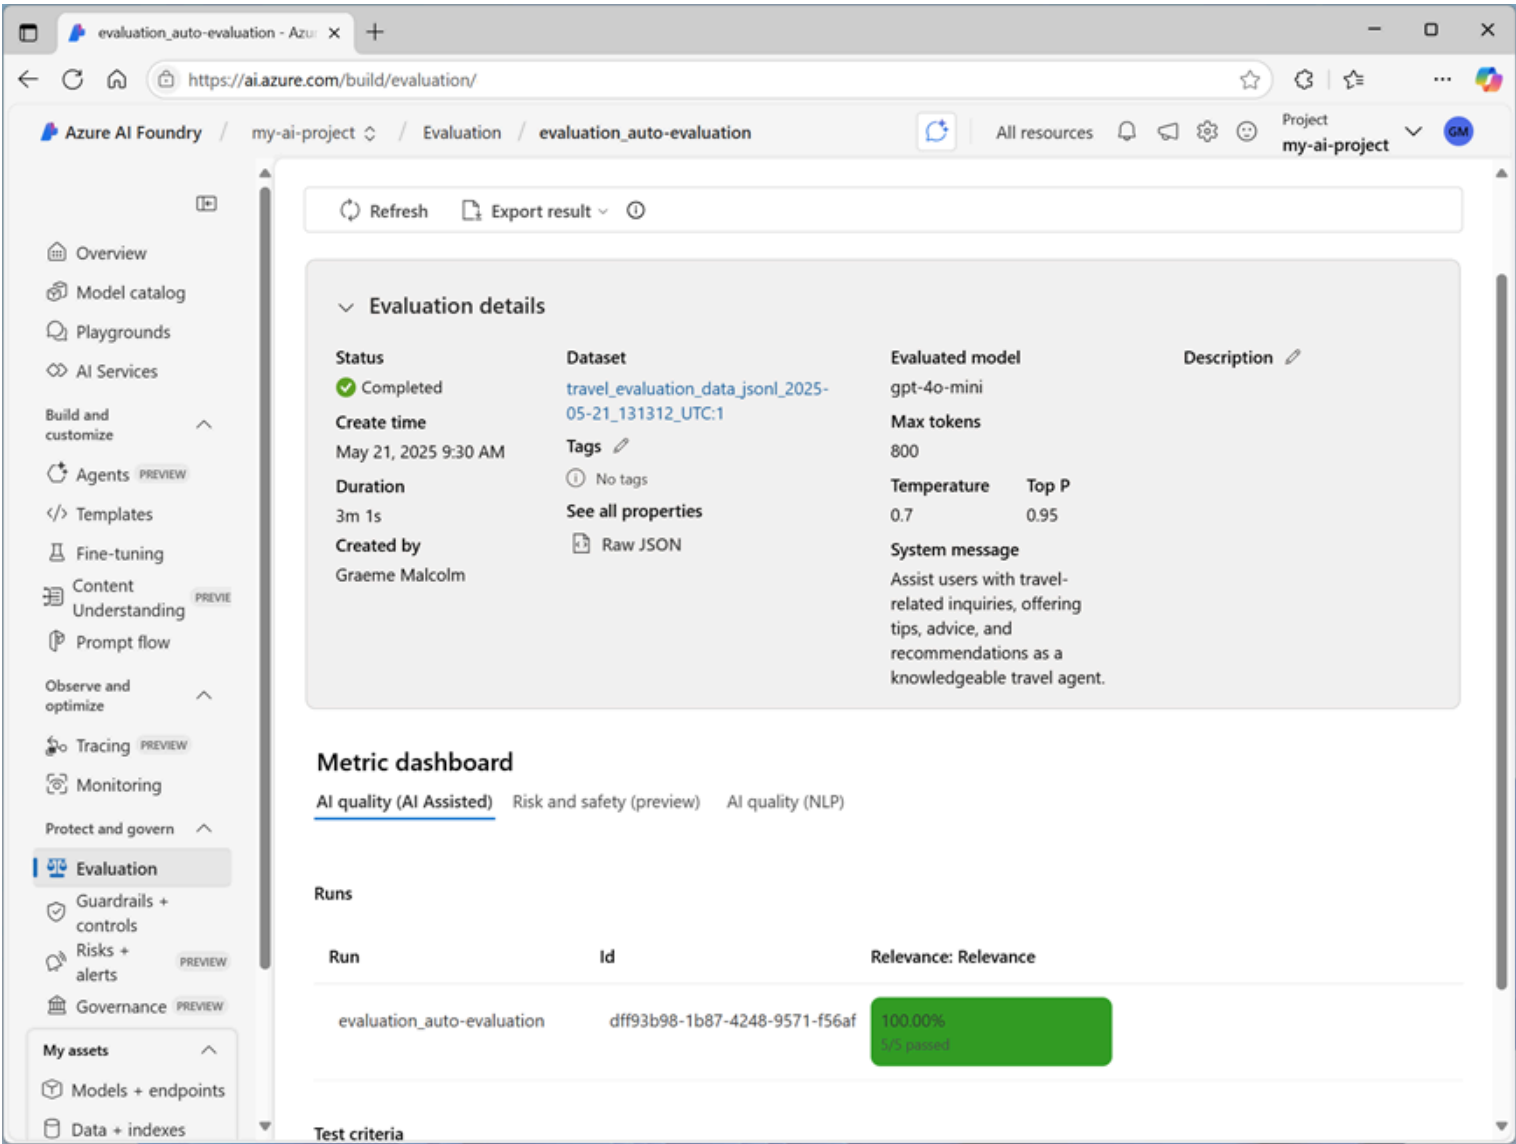 evaluation_auto-evaluation - Azu
https://ai.azure.com/build/evaluation/
Azure AI Foundry / my-ai-project / Evaluation / evaluation_auto-evaluation
All resources
Project
my-ai-project
GM
Refresh Export result
Overview
Model catalog
Playgrounds
AI Services
Build and
customize
Agents PREVIEW
Templates
Fine-tuning
Content
Understanding PREVIE
Prompt flow
Observe and
optimize
Tracing PREVIEW
Monitoring
Protect and govern
Evaluation
Guardrails +
controls
Risks +
alerts PREVIEW
Governance PREVIEW
My assets
Models + endpoints
Data + indexes
Evaluation details
Status
Completed
Create time
May 21, 2025 9:30 AM
Duration
3m 1s
Created by
Graeme Malcolm
Dataset
travel_evaluation_data_jsonl_2025-
05-21_131312_UTC:1
Tags
No tags
See all properties
Raw JSON
Evaluated model
gpt-4o-mini
Max tokens
800
Temperature Top P
0.7 0.95
System message
Assist users with travel-
related inquiries, offering
tips, advice, and
recommendations as a
knowledgeable travel agent.
Description
Metric dashboard
AI quality (AI Assisted) Risk and safety (preview) AI quality (NLP)
Runs
Run Id Relevance: Relevance
evaluation_auto-evaluation dff93b98-1b87-4248-9571-f56af 100.00%
5/5 passed
Test criteria